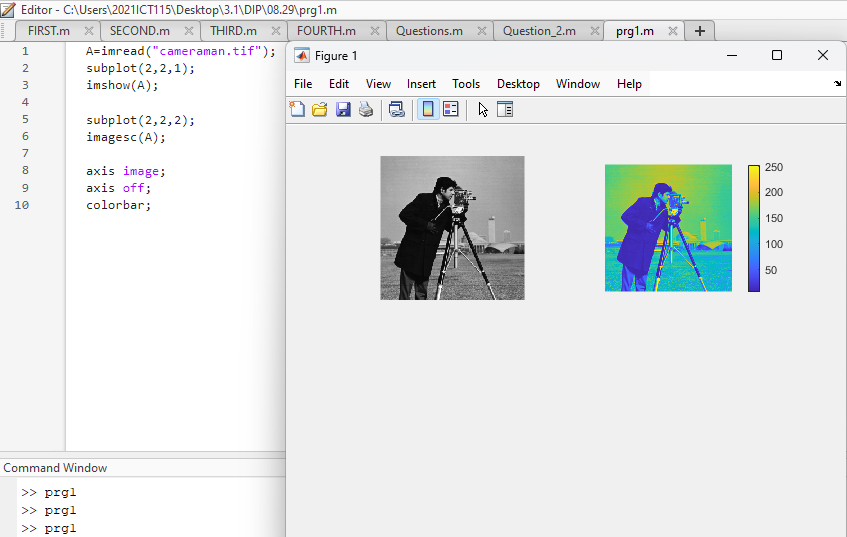 Editor - C:\Users\2021ICT115\Desktop\3.1\DIP\08.29\prg1.m
FIRST.m SECOND.m THIRD.m FOURTH.m Questions.m Question_2.m prg1.m
1 A=imread("cameraman.tif");
2 subplot(2,2,1);
3 imshow(A);
4
5 subplot(2,2,2);
6 imagesc(A);
7
8 axis image;
9 axis off;
10 colorbar;
Figure 1
File Edit View Insert Tools Desktop Window Help
250
200
150
100
50
Command Window
>> prg1
>> prg1
>> prg1